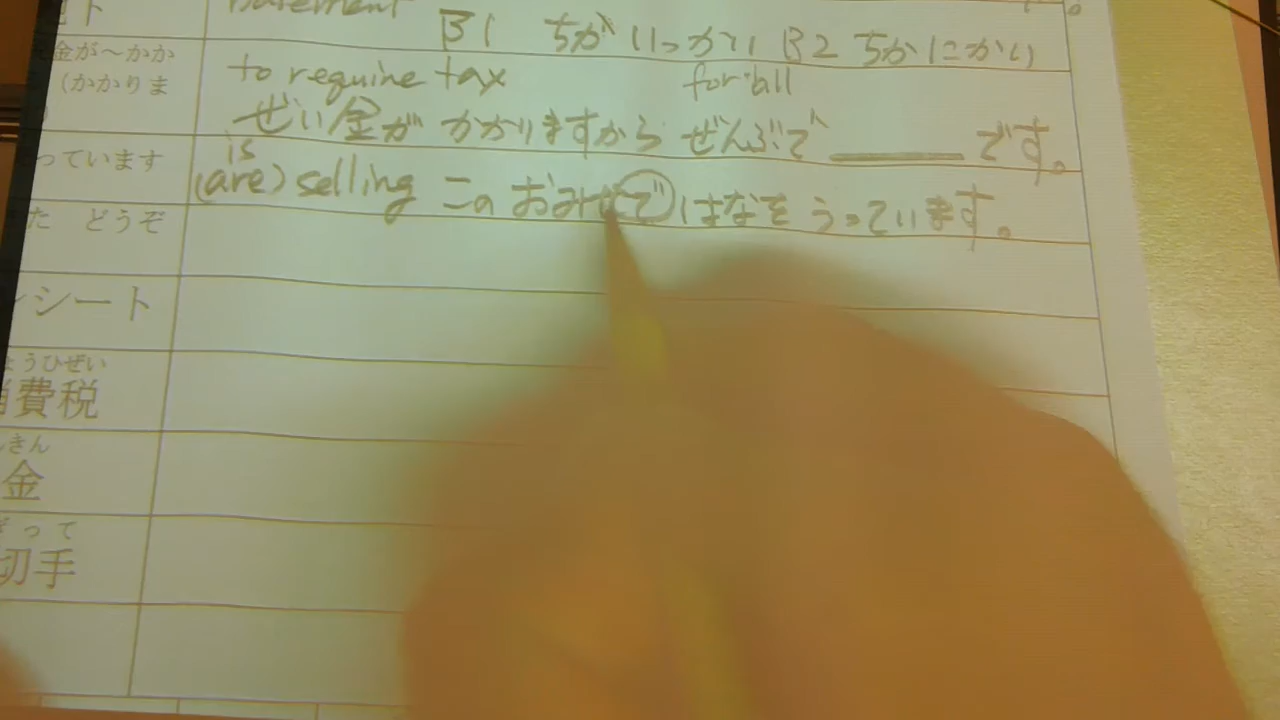 ト
B1 ちかいっかい B2 ちかにかい
金が〜かか
(かかりま
to require tax for all
ぜい金が かかりますから ぜんぶで ______ です。
っています
is
(are) selling この おみせで はなを うっています。
た どうぞ
シート
ょうひぜい
費税
きん
金
って
切手